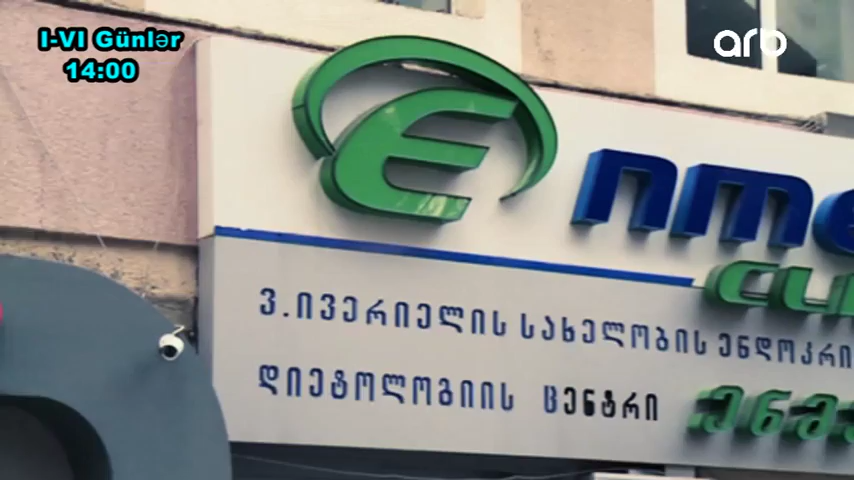 I-VI Günlər
14:00
arb
ვ.ივერიელის სახელობის ენდოკრი
დიეტოლოგიის ცენტრი